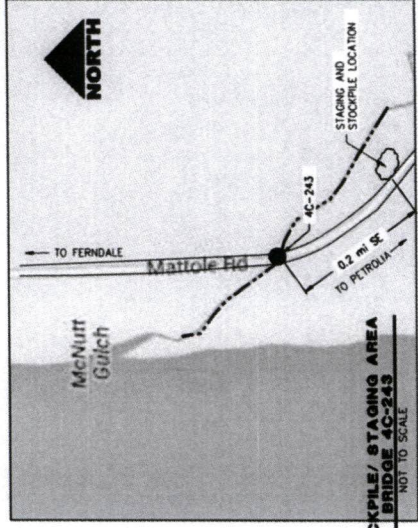 NORTH
TO FERNDALE
McNutt
Gulch
Mattole Rd
4C-243
STAGING AND
STOCKPILE LOCATION
0.2 mi SE
TO PETROLIA
CKPILE/ STAGING AREA
BRIDGE 4C-243
NOT TO SCALE